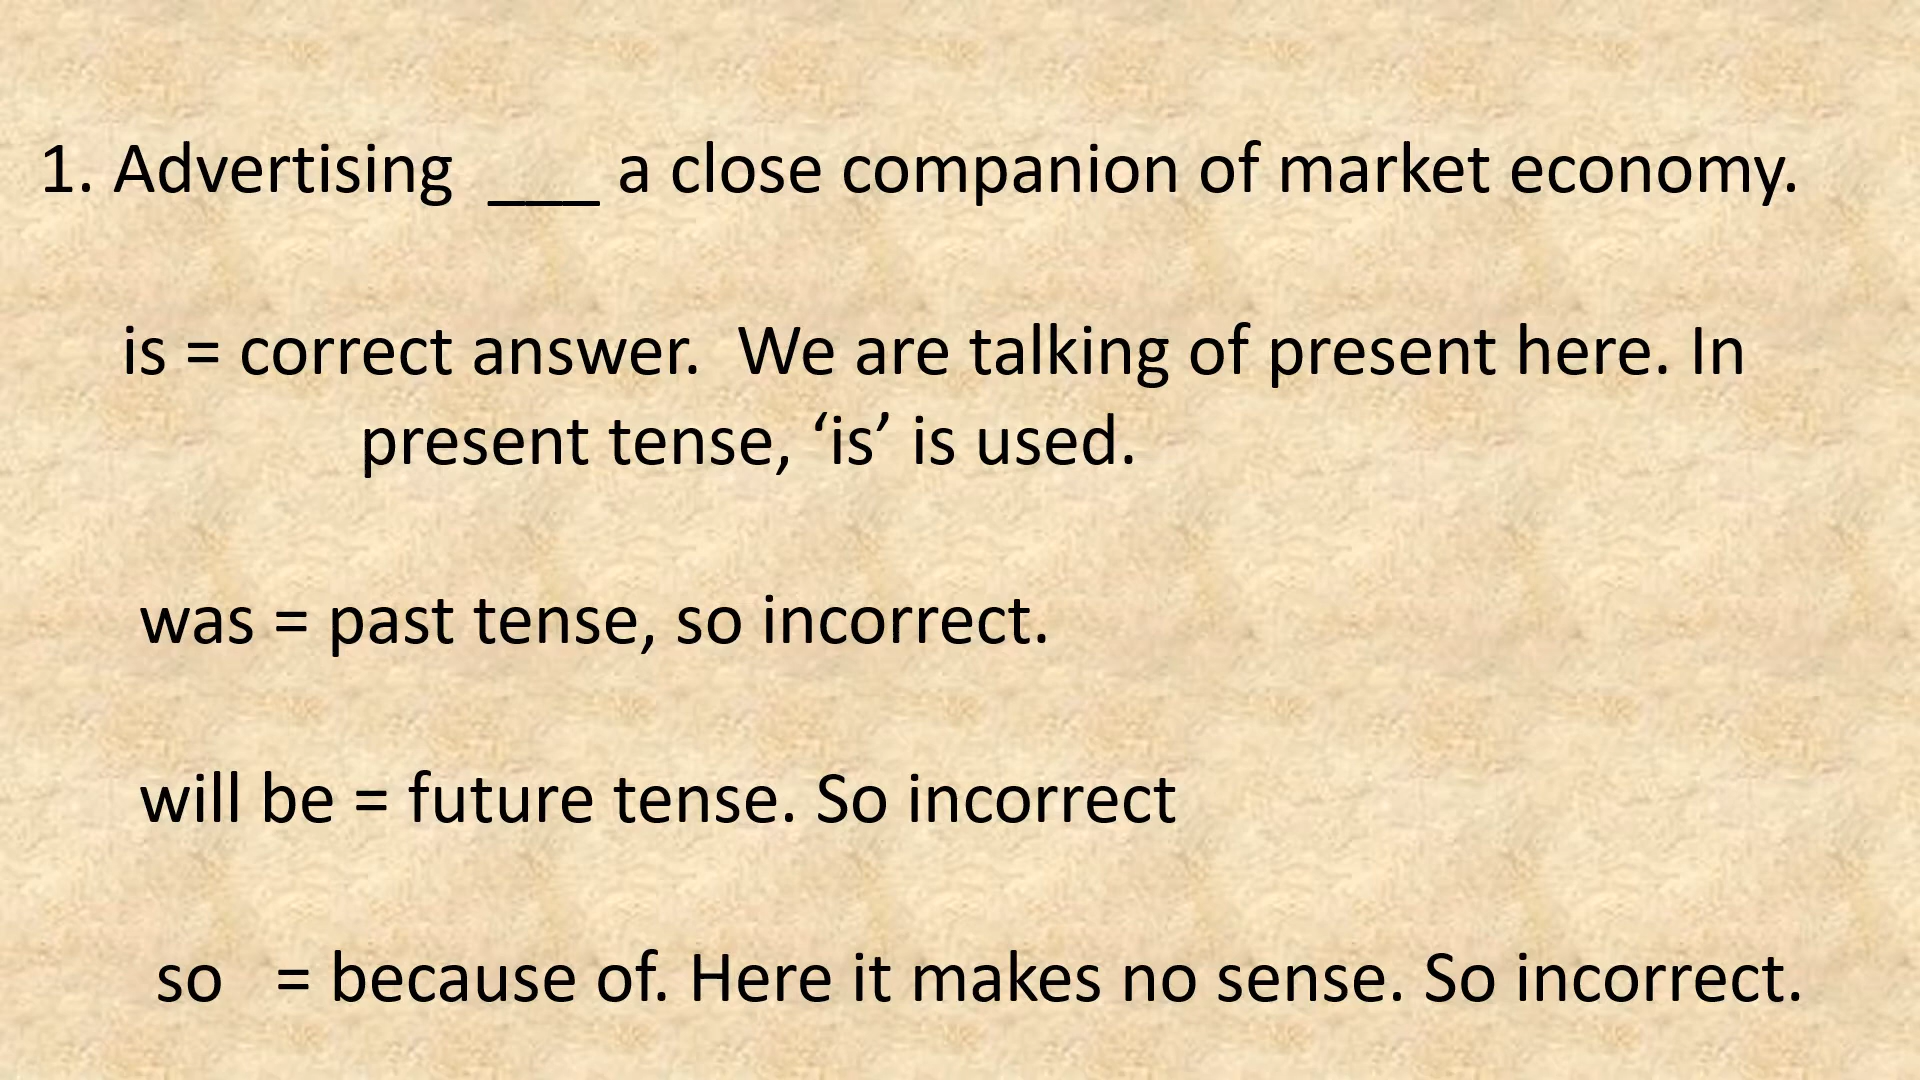 1. Advertising ___ a close companion of market economy.
is = correct answer. We are talking of present here. In
present tense, ‘is’ is used.
was = past tense, so incorrect.
will be = future tense. So incorrect
so = because of. Here it makes no sense. So incorrect.